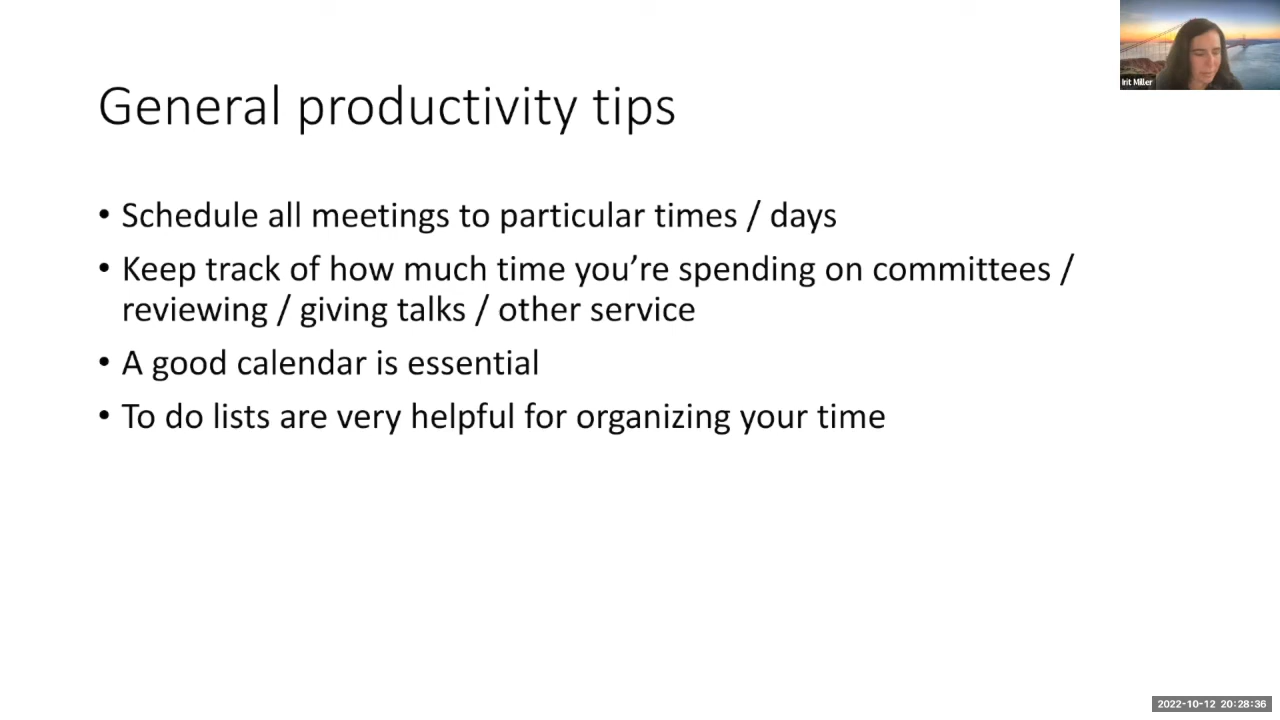 Irit Miller
General productivity tips
• Schedule all meetings to particular times / days
• Keep track of how much time you’re spending on committees /
reviewing / giving talks / other service
• A good calendar is essential
• To do lists are very helpful for organizing your time
2022-10-12 20:28:36